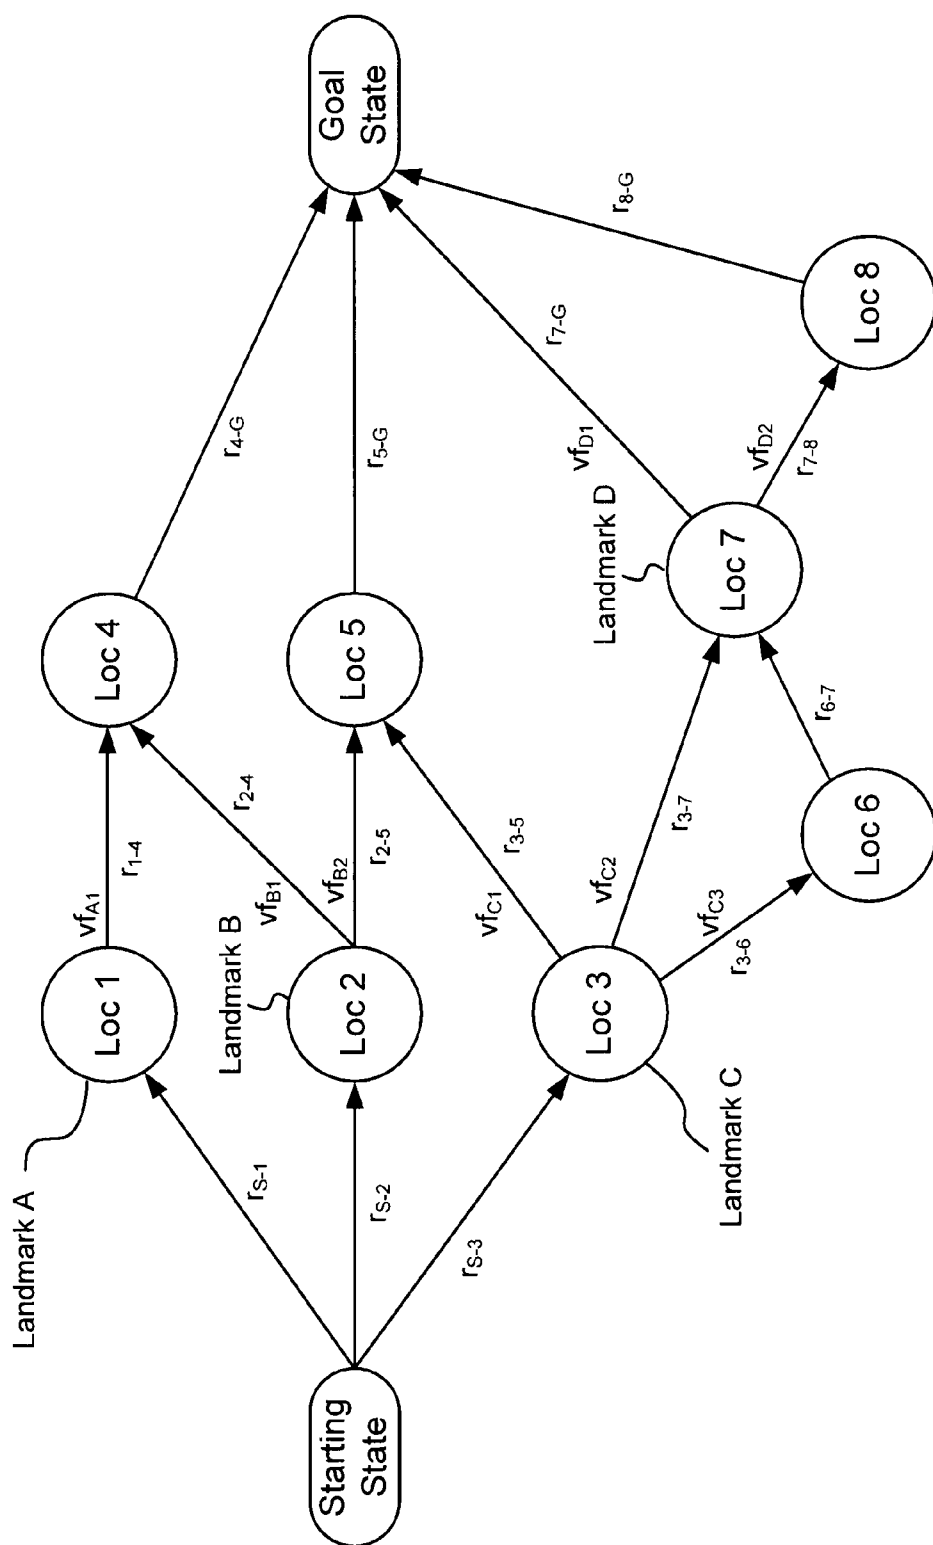 Landmark A
Loc 1
vfA1
r1-4
Loc 4
r4-G
Goal
State
Starting
State
rS-1
rS-2
rS-3
Landmark B
Loc 2
vfB1
r2-4
vfB2
r2-5
Loc 5
r5-G
Landmark C
Loc 3
vfC1
r3-5
vfC2
r3-7
vfC3
r3-6
Loc 6
r6-7
Landmark D
Loc 7
vfD1
r7-G
vfD2
r7-8
Loc 8
r8-G